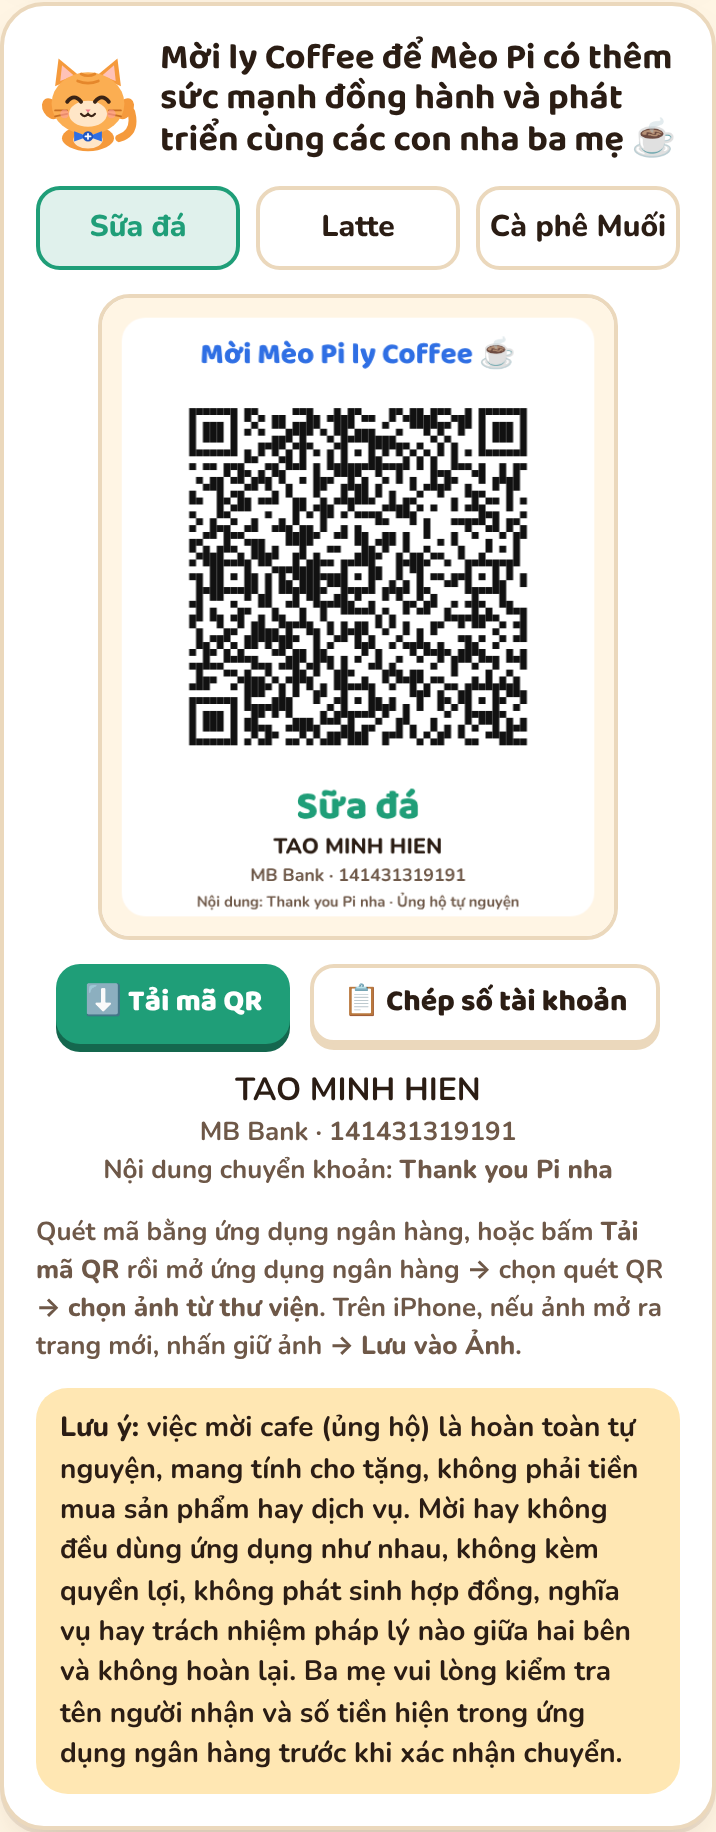 Mời ly Coffee để Mèo Pi có thêm
sức mạnh đồng hành và phát
triển cùng các con nha ba mẹ ☕
Sữa đá
Latte
Cà phê Muối
Mời Mèo Pi ly Coffee ☕
Sữa đá
TAO MINH HIEN
MB Bank · 141431319191
Nội dung: Thank you Pi nha · Ủng hộ tự nguyện
⬇️ Tải mã QR
📋 Chép số tài khoản
TAO MINH HIEN
MB Bank · 141431319191
Nội dung chuyển khoản: Thank you Pi nha
Quét mã bằng ứng dụng ngân hàng, hoặc bấm Tải
mã QR rồi mở ứng dụng ngân hàng → chọn quét QR
→ chọn ảnh từ thư viện. Trên iPhone, nếu ảnh mở ra
trang mới, nhấn giữ ảnh → Lưu vào Ảnh.
Lưu ý: việc mời cafe (ủng hộ) là hoàn toàn tự
nguyện, mang tính cho tặng, không phải tiền
mua sản phẩm hay dịch vụ. Mời hay không
đều dùng ứng dụng như nhau, không kèm
quyền lợi, không phát sinh hợp đồng, nghĩa
vụ hay trách nhiệm pháp lý nào giữa hai bên
và không hoàn lại. Ba mẹ vui lòng kiểm tra
tên người nhận và số tiền hiện trong ứng
dụng ngân hàng trước khi xác nhận chuyển.